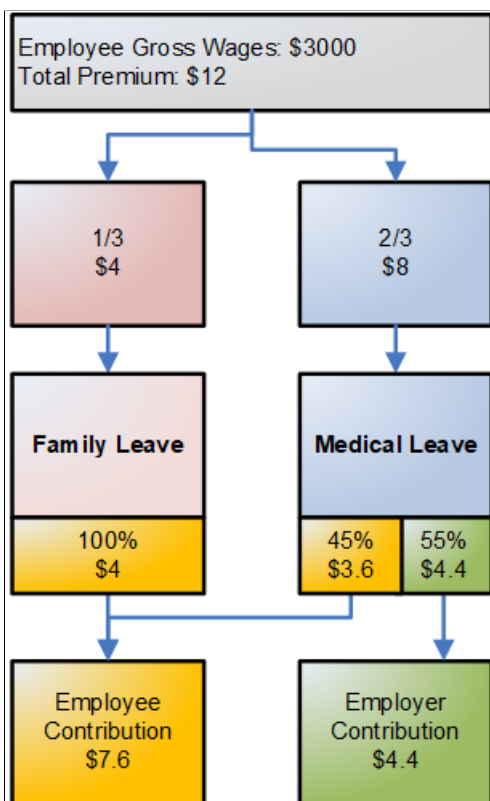 Employee Gross Wages: $3000
Total Premium: $12
1/3
$4
2/3
$8
Family Leave
Medical Leave
100%
$4
45%
$3.6
55%
$4.4
Employee
Contribution
$7.6
Employer
Contribution
$4.4